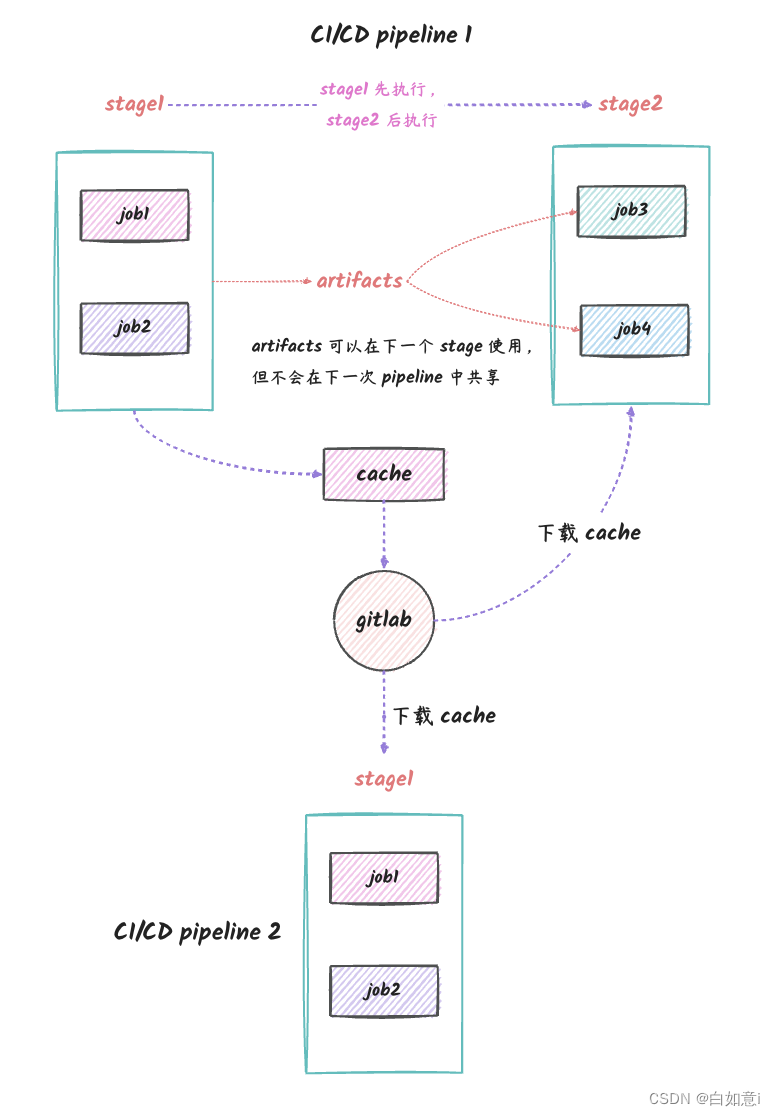 CI/CD pipeline 1
stage1
stage1 先执行，
stage2 后执行
stage2
job1
job2
artifacts
job3
job4
artifacts 可以在下一个 stage 使用，
但不会在下一次 pipeline 中共享
cache
下载 cache
gitlab
下载 cache
stage1
job1
CI/CD pipeline 2
job2
CSDN @白如意i